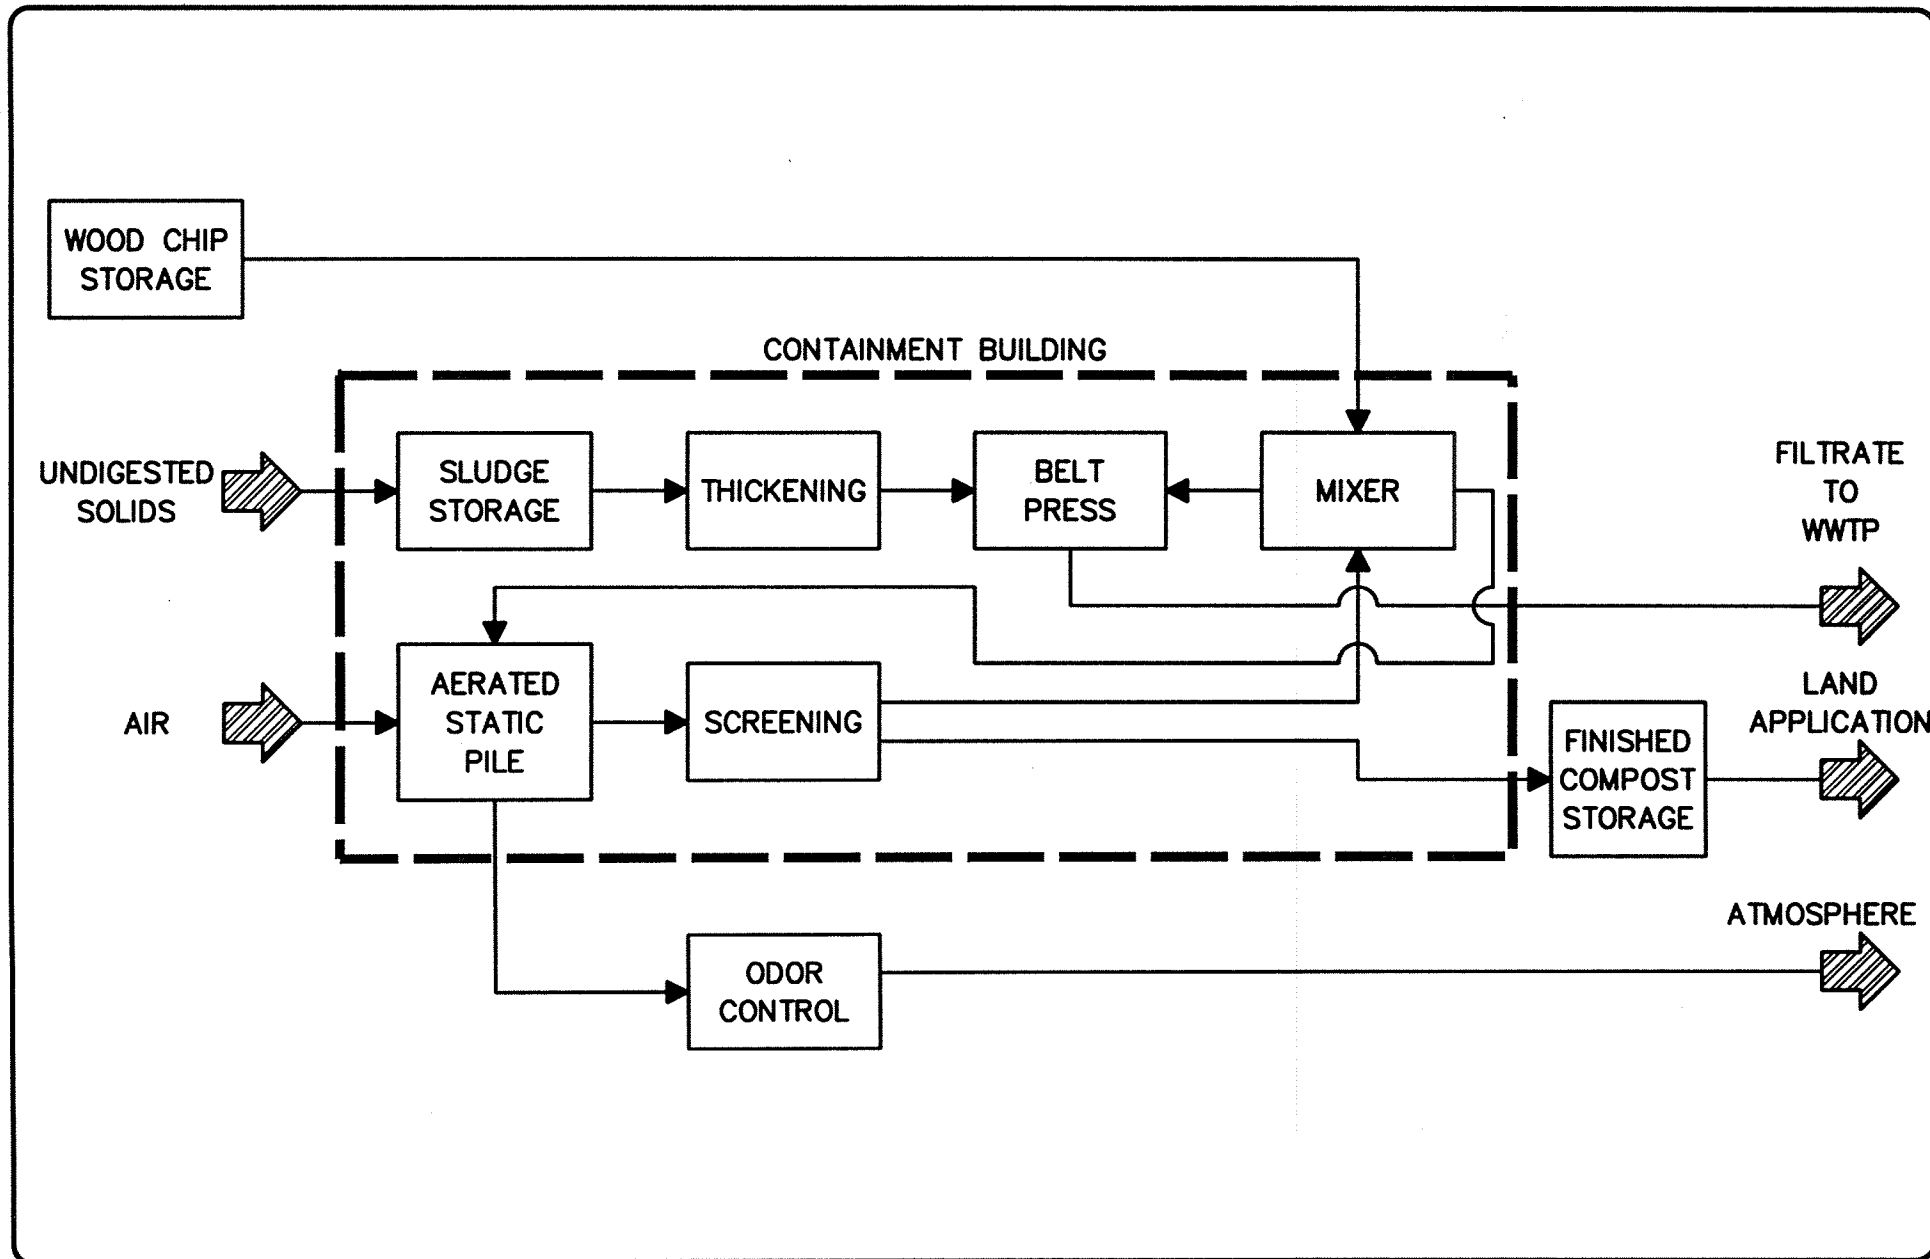 WOOD CHIP
STORAGE
CONTAINMENT BUILDING
UNDIGESTED
SOLIDS
SLUDGE
STORAGE
THICKENING
BELT
PRESS
MIXER
FILTRATE
TO
WWTP
AIR
AERATED
STATIC
PILE
SCREENING
FINISHED
COMPOST
STORAGE
LAND
APPLICATION
ODOR
CONTROL
ATMOSPHERE